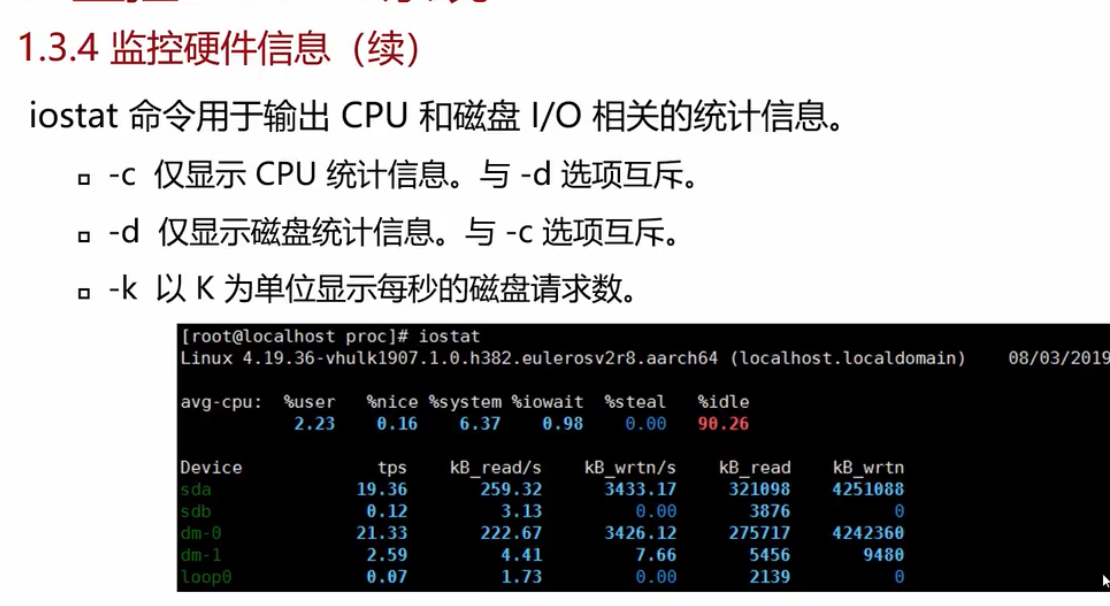 1.3.4 监控硬件信息（续）
iostat 命令用于输出 CPU 和磁盘 I/O 相关的统计信息。
-c 仅显示 CPU 统计信息。与 -d 选项互斥。
-d 仅显示磁盘统计信息。与 -c 选项互斥。
-k 以 K 为单位显示每秒的磁盘请求数。
[root@localhost proc]# iostat
Linux 4.19.36-vhulk1907.1.0.h382.eulerosv2r8.aarch64 (localhost.localdomain) 08/03/2019
avg-cpu: %user %nice %system %iowait %steal %idle
2.23 0.16 6.37 0.98 0.00 90.26
Device tps kB_read/s kB_wrtn/s kB_read kB_wrtn
sda 19.36 259.32 3433.17 321098 4251088
sdb 0.12 3.13 0.00 3876 0
dm-0 21.33 222.67 3426.12 275717 4242360
dm-1 2.59 4.41 7.66 5456 9480
loop0 0.07 1.73 0.00 2139 0